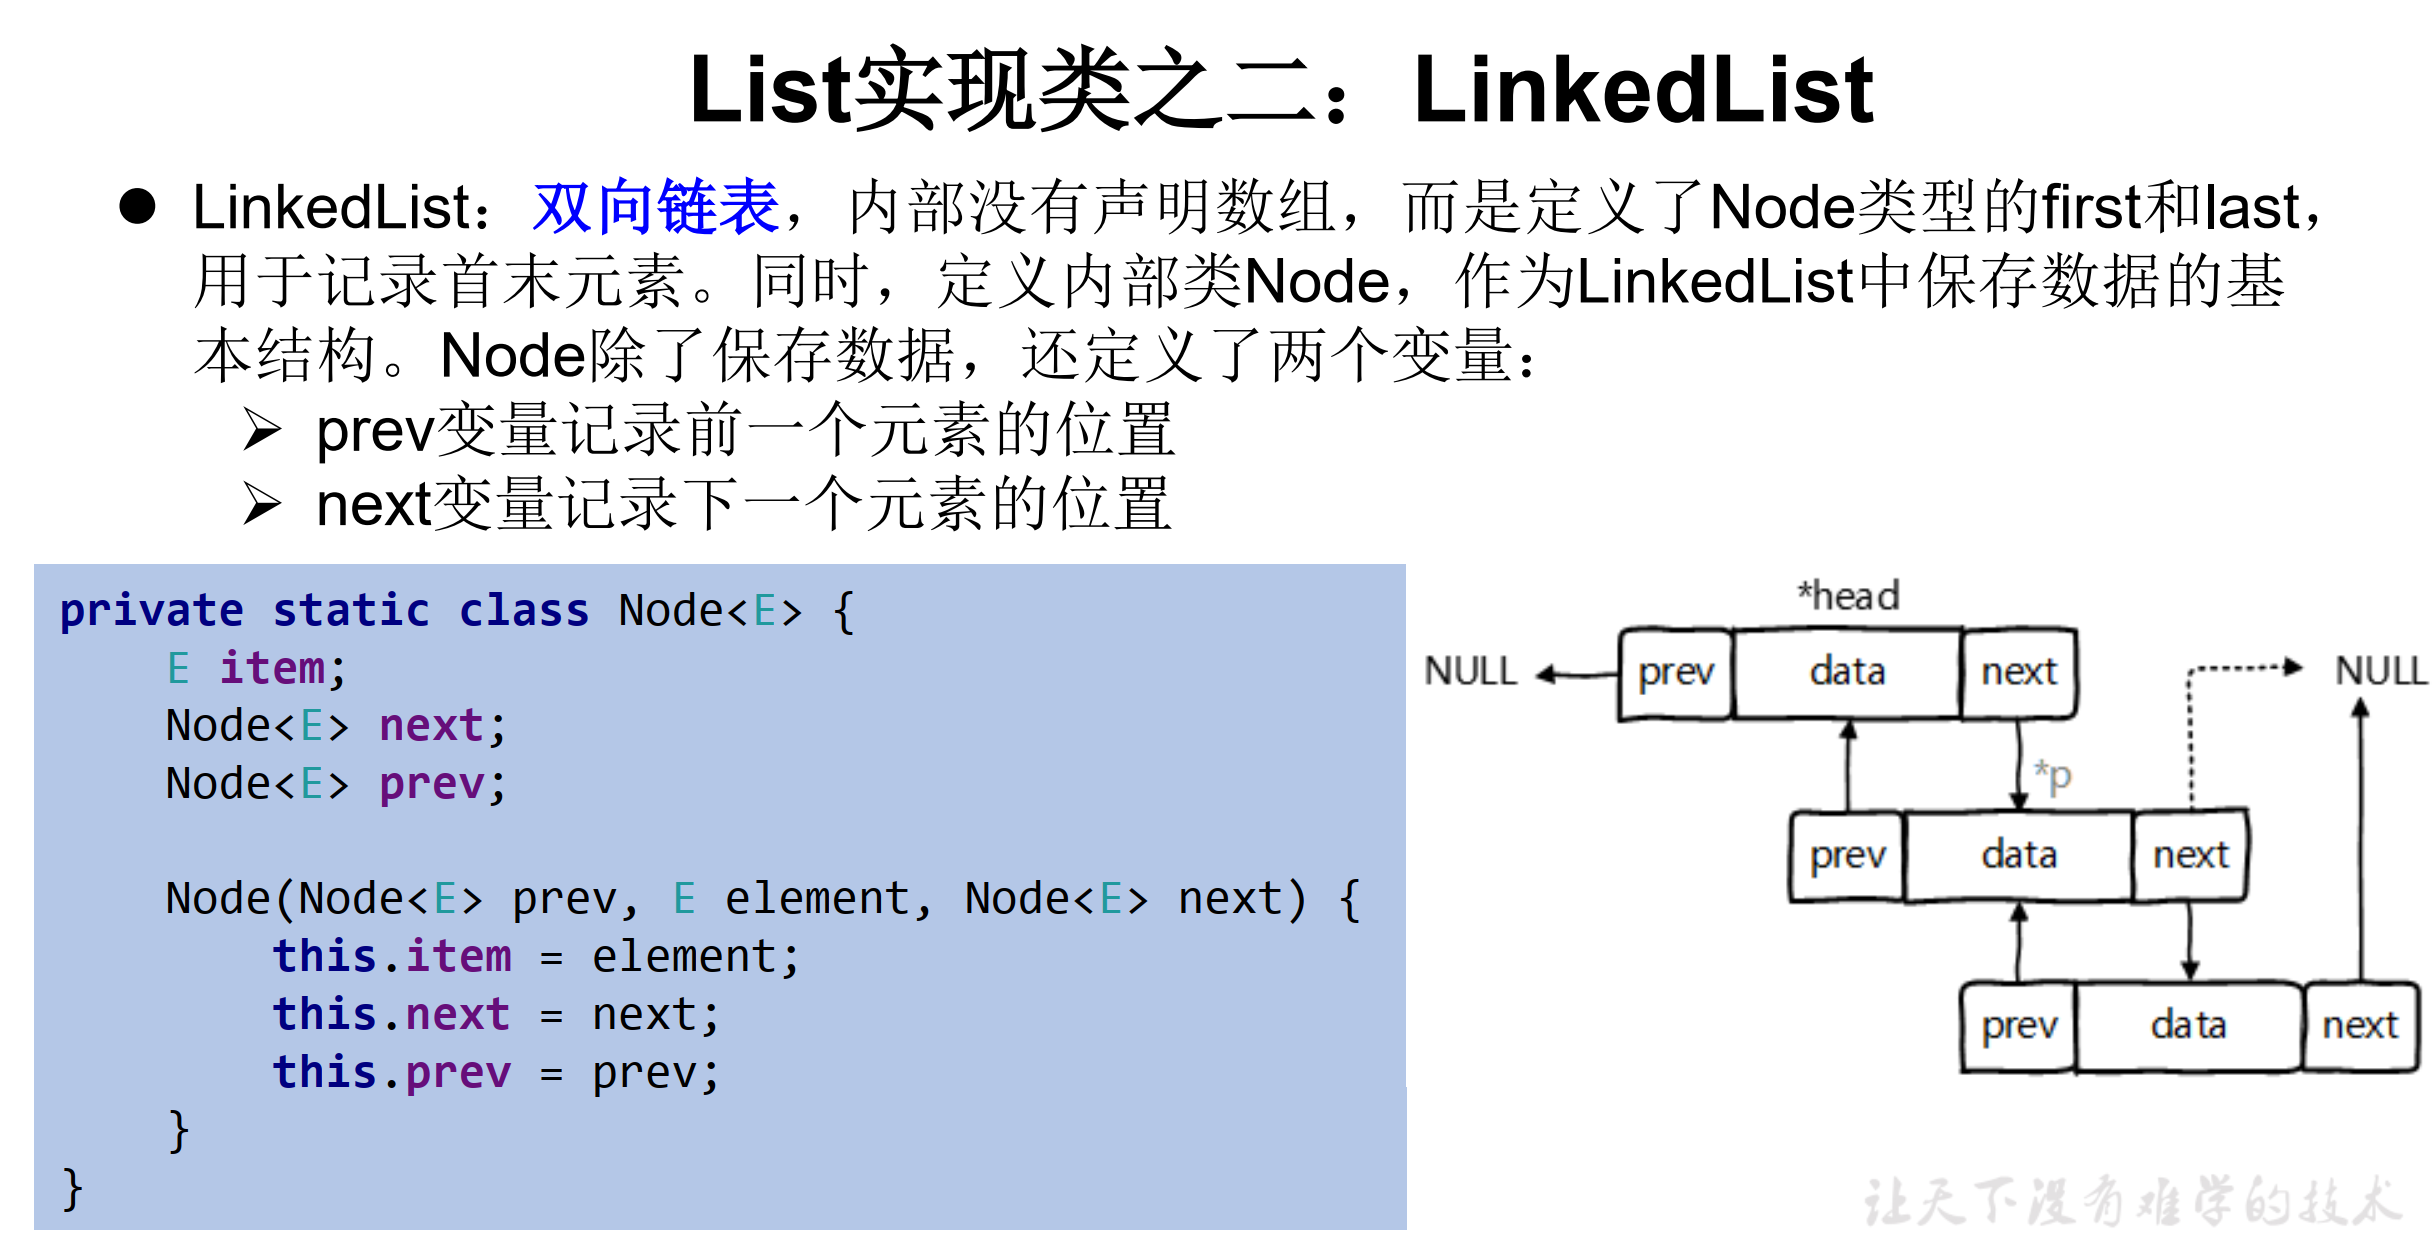 List实现类之二：LinkedList
● LinkedList：双向链表，内部没有声明数组，而是定义了Node类型的first和last，
用于记录首末元素。同时，定义内部类Node，作为LinkedList中保存数据的基
本结构。Node除了保存数据，还定义了两个变量：
➢ prev变量记录前一个元素的位置
➢ next变量记录下一个元素的位置
private static class Node<E> {
    E item;
    Node<E> next;
    Node<E> prev;
    Node(Node<E> prev, E element, Node<E> next) {
        this.item = element;
        this.next = next;
        this.prev = prev;
    }
}
*head
NULL prev data next NULL
*p
prev data next
prev data next
让天下没有难学的技术